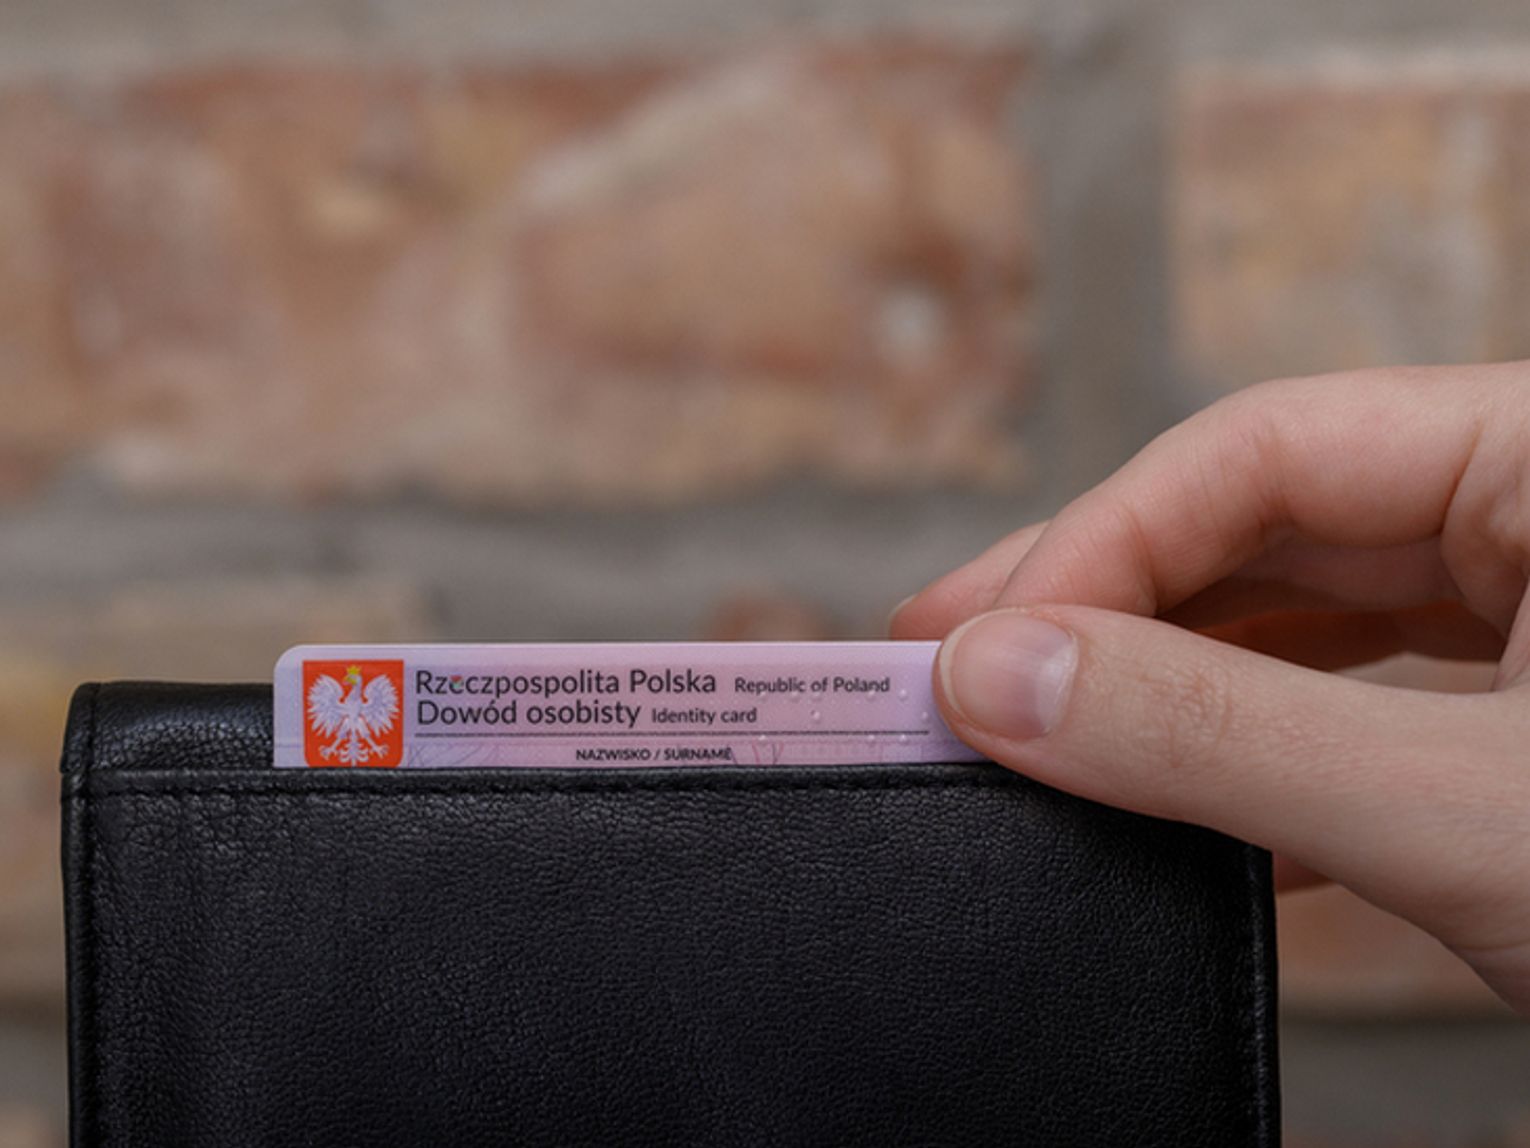 Rzeczpospolita Polska Republic of Poland
Dowód osobisty Identity card
NAZWISKO / SURNAME